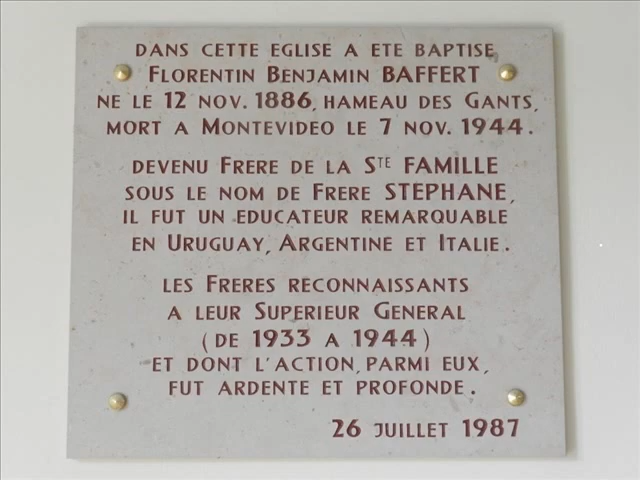 DANS CETTE EGLISE A ETE BAPTISE
FLORENTIN BENJAMIN BAFFERT
NE LE 12 NOV. 1886, HAMEAU DES GANTS,
MORT A MONTEVIDEO LE 7 NOV. 1944.
DEVENU FRERE DE LA STE FAMILLE
SOUS LE NOM DE FRERE STEPHANE,
IL FUT UN EDUCATEUR REMARQUABLE
EN URUGUAY, ARGENTINE ET ITALIE.
LES FRERES RECONNAISSANTS
A LEUR SUPERIEUR GENERAL
(DE 1933 A 1944)
ET DONT L'ACTION, PARMI EUX,
FUT ARDENTE ET PROFONDE.
26 JUILLET 1987